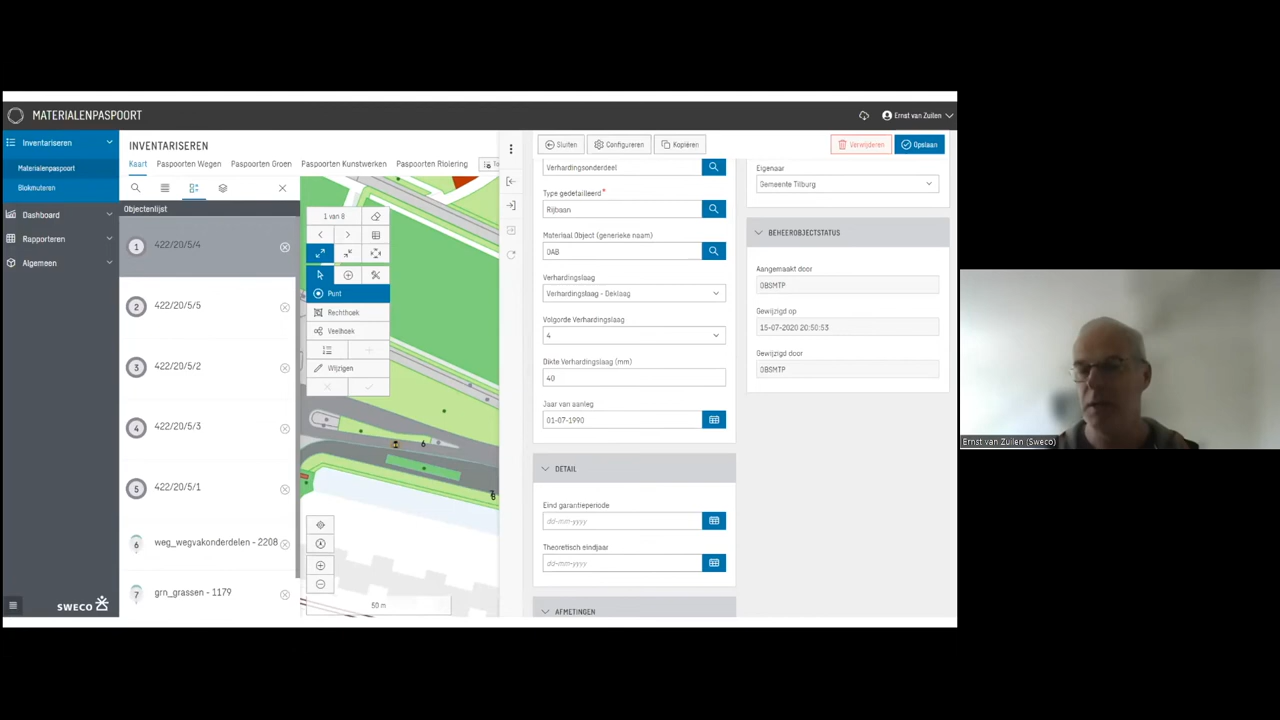 MATERIALENPASPOORT
Ernst van Zuilen
Inventariseren
Materialenpaspoort
Blokmuteren
Dashboard
Rapporteren
Algemeen
SWECO
INVENTARISEREN
Kaart
Paspoorten Wegen
Paspoorten Groen
Paspoorten Kunstwerken
Paspoorten Riolering
Objectenlijst
1 422/20/5/4
2 422/20/5/5
3 422/20/5/2
4 422/20/5/3
5 422/20/5/1
6 weg_wegvakonderdelen - 2208
7 grn_grassen - 1179
1 van 8
Punt
Rechthoek
Veelhoek
Wijzigen
6
50 m
Sluiten
Configureren
Kopiëren
Verwijderen
Opslaan
Verhardingsonderdeel
Type gedetailleerd*
Rijbaan
Materiaal Object (generieke naam)
OAB
Verhardingslaag
Verhardingslaag - Deklaag
Volgorde Verhardingslaag
4
Dikte Verhardingslaag (mm)
40
Jaar van aanleg
01-07-1990
DETAIL
Eind garantieperiode
dd-mm-yyyy
Theoretisch eindjaar
dd-mm-yyyy
AFMETINGEN
Eigenaar
Gemeente Tilburg
BEHEEROBJECTSTATUS
Aangemaakt door
OBSMTP
Gewijzigd op
15-07-2020 20:50:53
Gewijzigd door
OBSMTP
Ernst van Zuilen (Sweco)